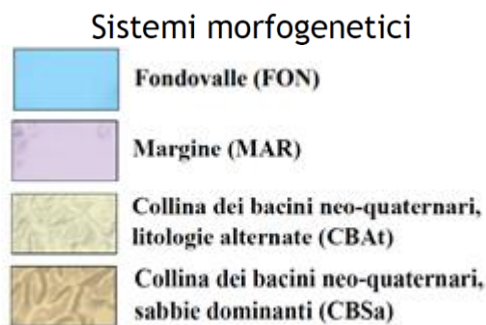 Sistemi morfogenetici
Fondovalle (FON)
Margine (MAR)
Collina dei bacini neo-quaternari,
litologie alternate (CBAt)
Collina dei bacini neo-quaternari,
sabbie dominanti (CBSa)